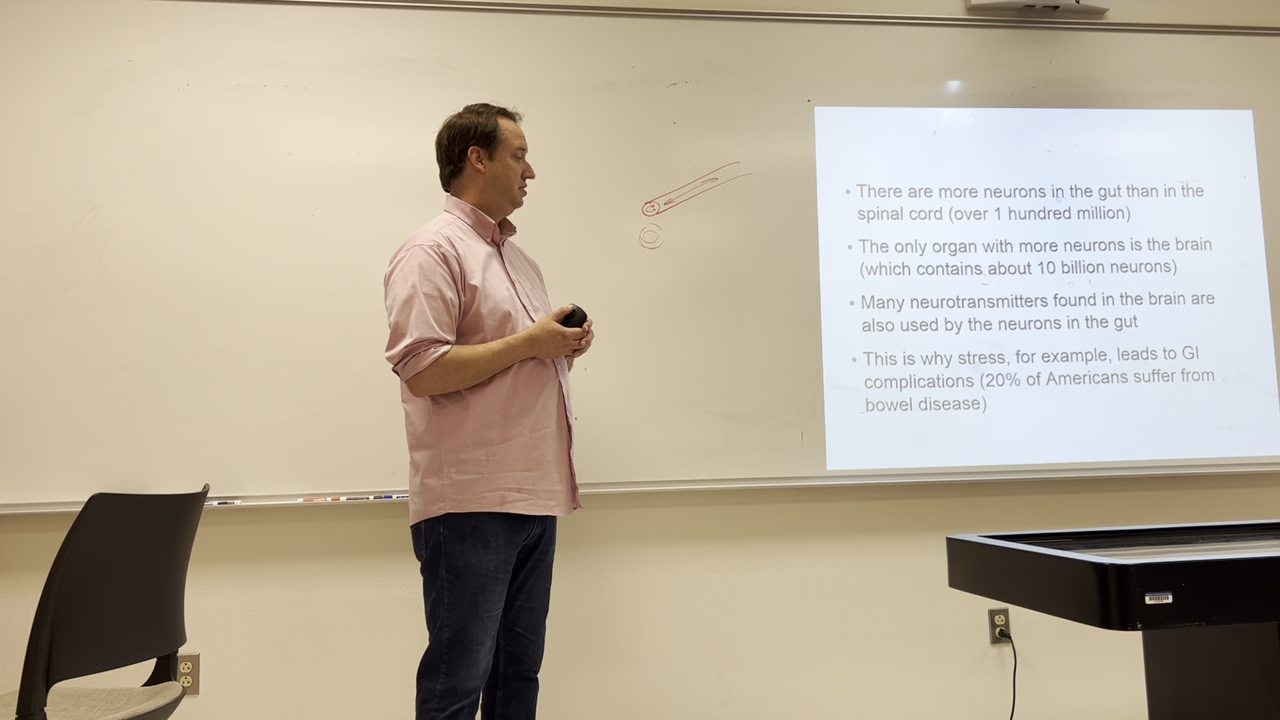 • There are more neurons in the gut than in the
spinal cord (over 1 hundred million)
• The only organ with more neurons is the brain
(which contains about 10 billion neurons)
• Many neurotransmitters found in the brain are
also used by the neurons in the gut
• This is why stress, for example, leads to GI
complications (20% of Americans suffer from
bowel disease)